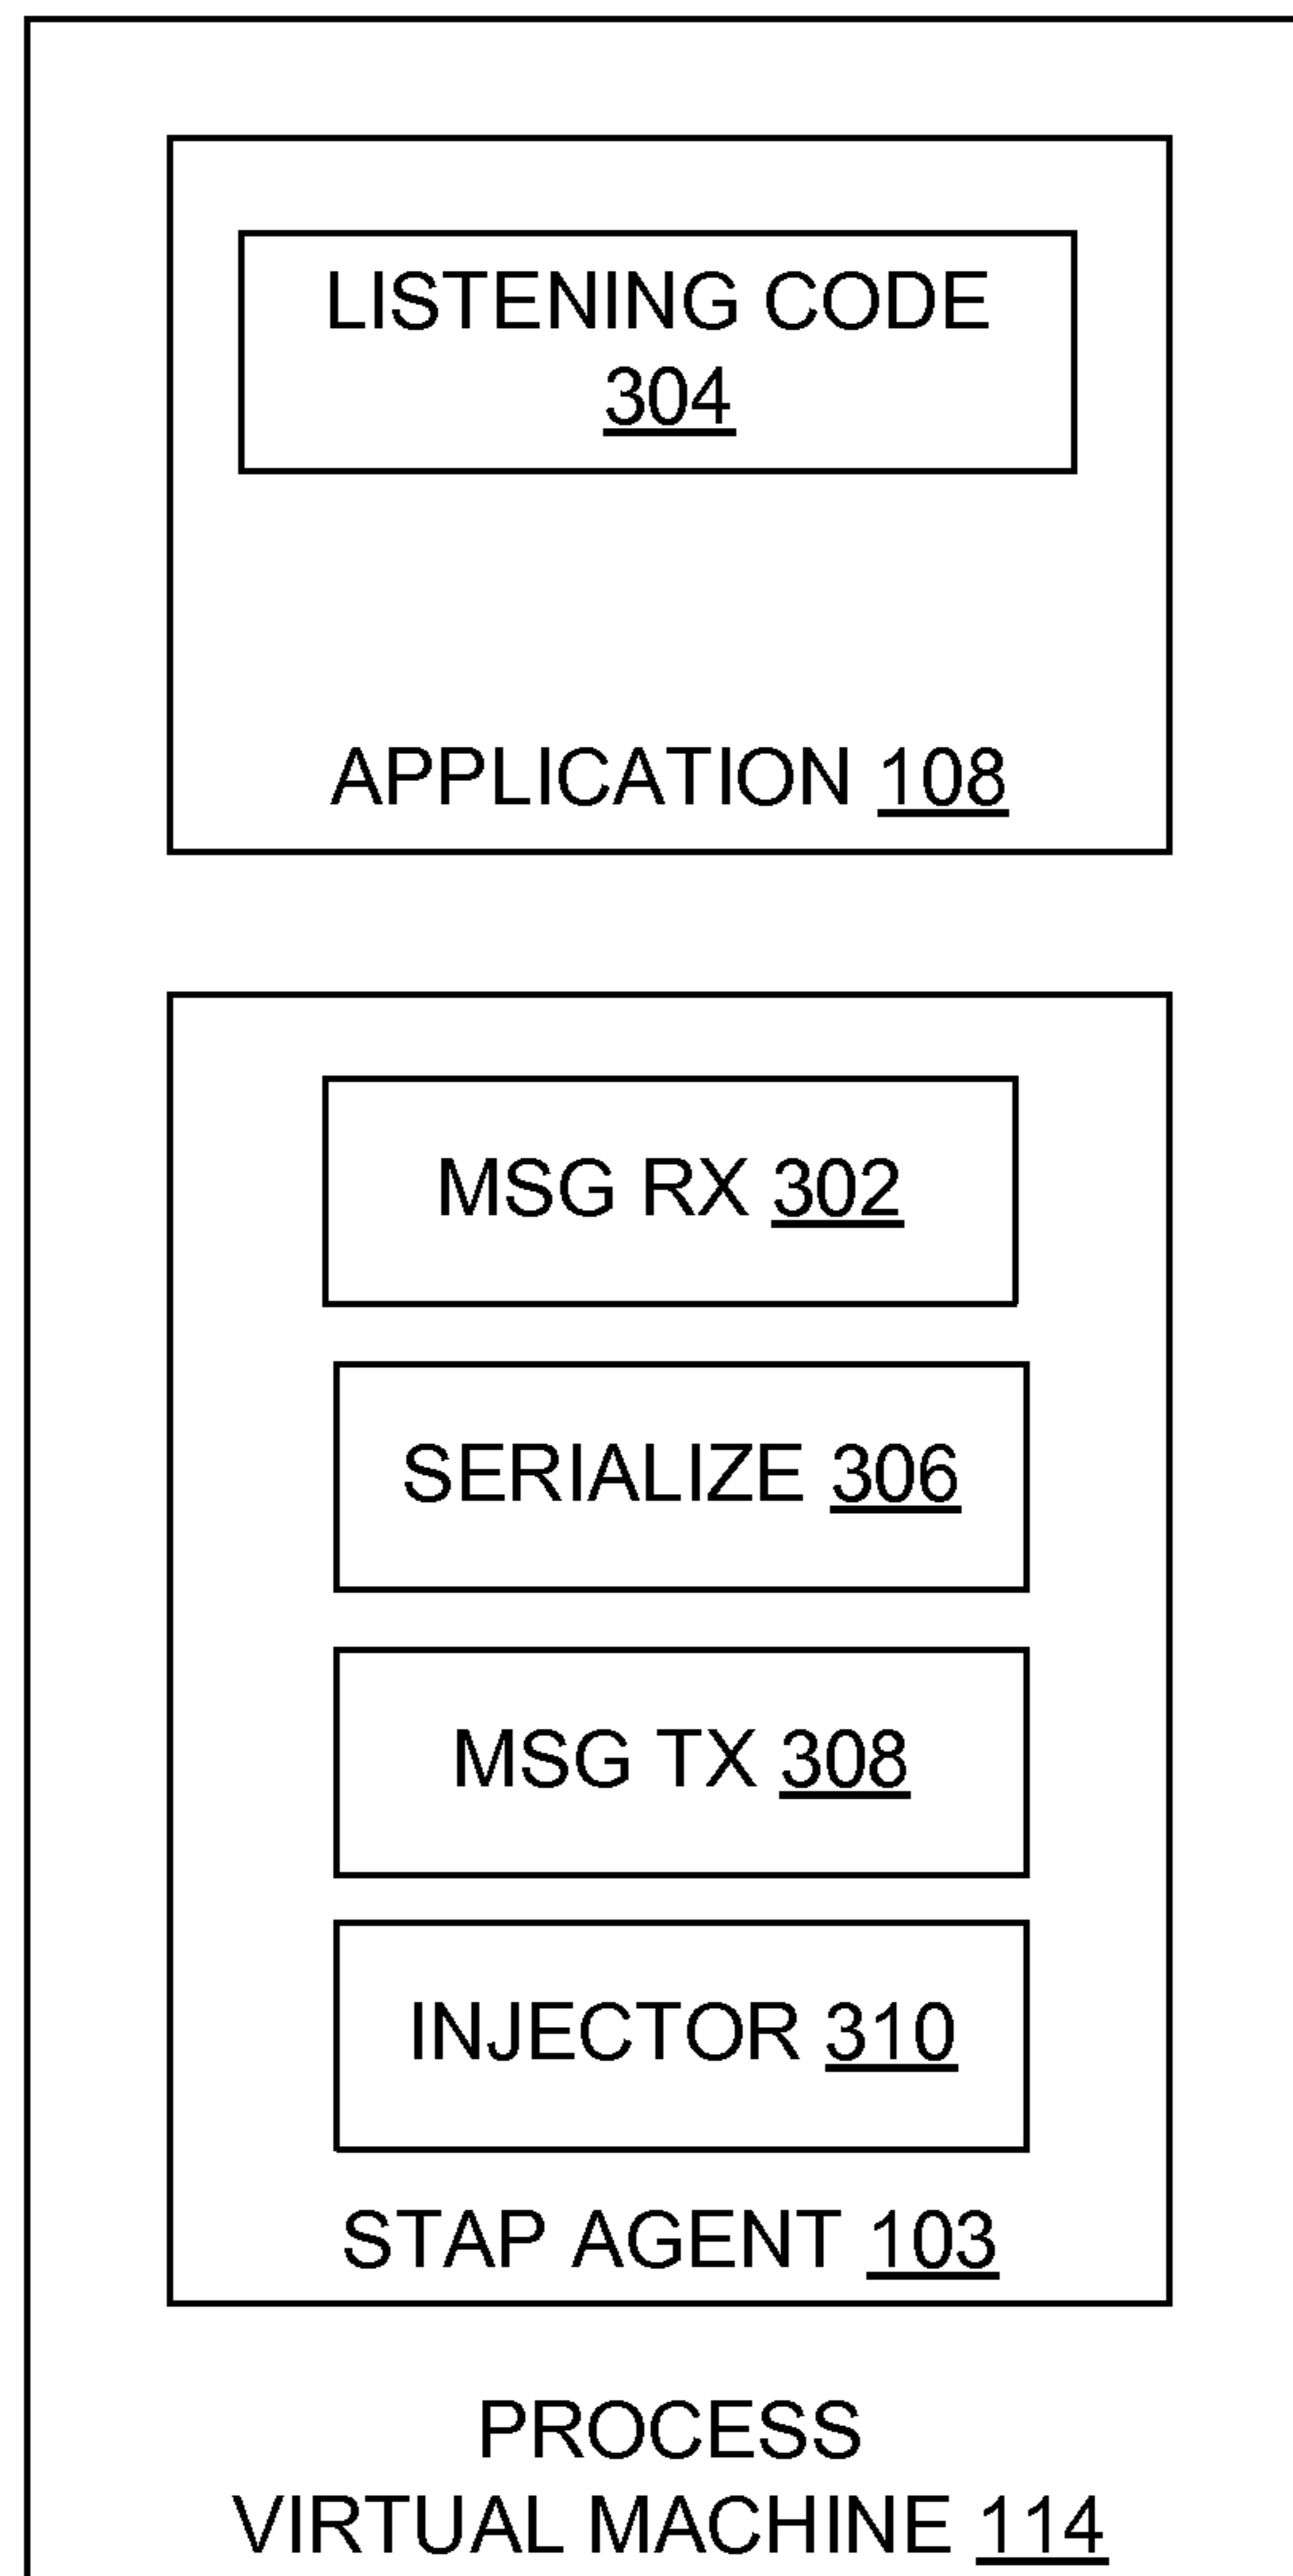 LISTENING CODE
304
APPLICATION 108
MSG RX 302
SERIALIZE 306
MSG TX 308
INJECTOR 310
STAP AGENT 103
PROCESS
VIRTUAL MACHINE 114